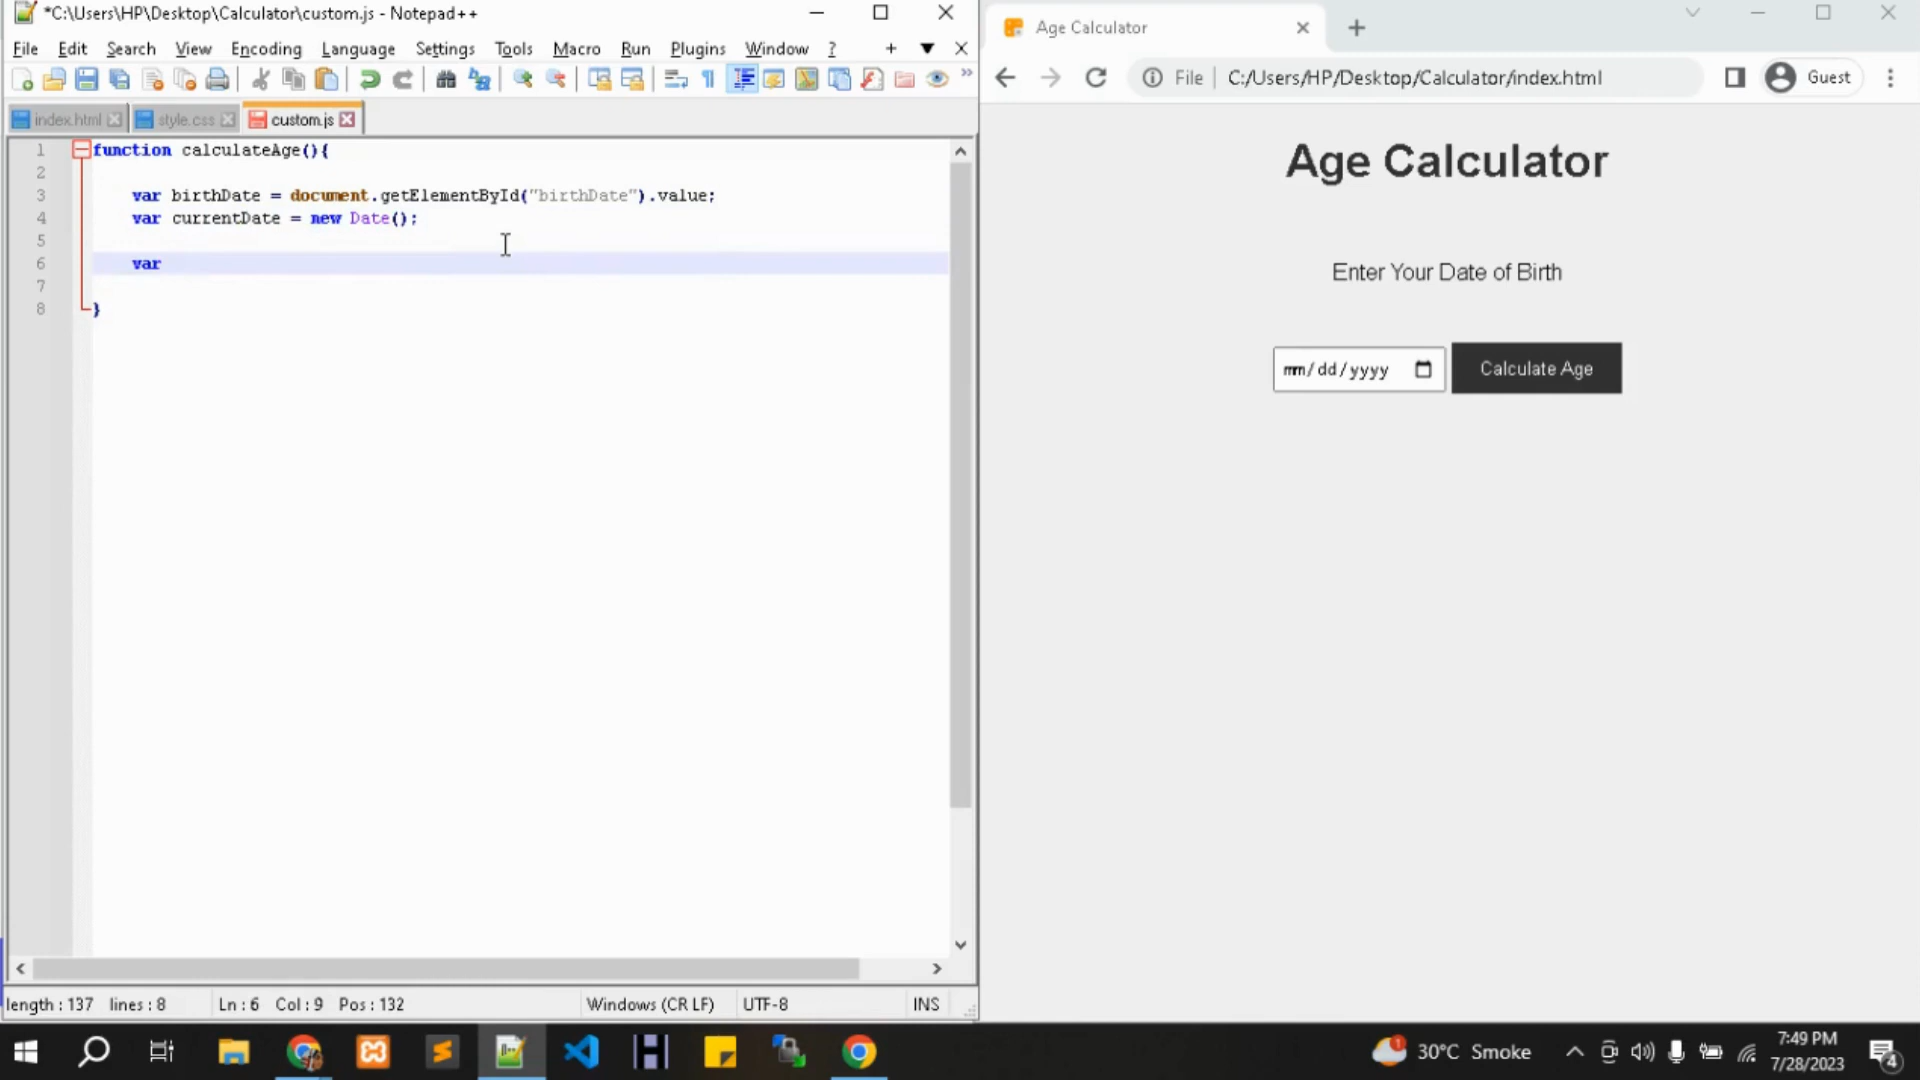 *C:\Users\HP\Desktop\Calculator\custom.js - Notepad++
File Edit Search View Encoding Language Settings Tools Macro Run Plugins Window ?
index.html style.css custom.js
1 function calculateAge(){
2
3 var birthDate = document.getElementById("birthDate").value;
4 var currentDate = new Date();
5
6 var
7
8 }
length : 137 lines : 8 Ln : 6 Col : 9 Pos : 132 Windows (CR LF) UTF-8 INS
Age Calculator
File C:/Users/HP/Desktop/Calculator/index.html Guest
Age Calculator
Enter Your Date of Birth
mm/dd/yyyy Calculate Age
30°C Smoke
7:49 PM
7/28/2023
4